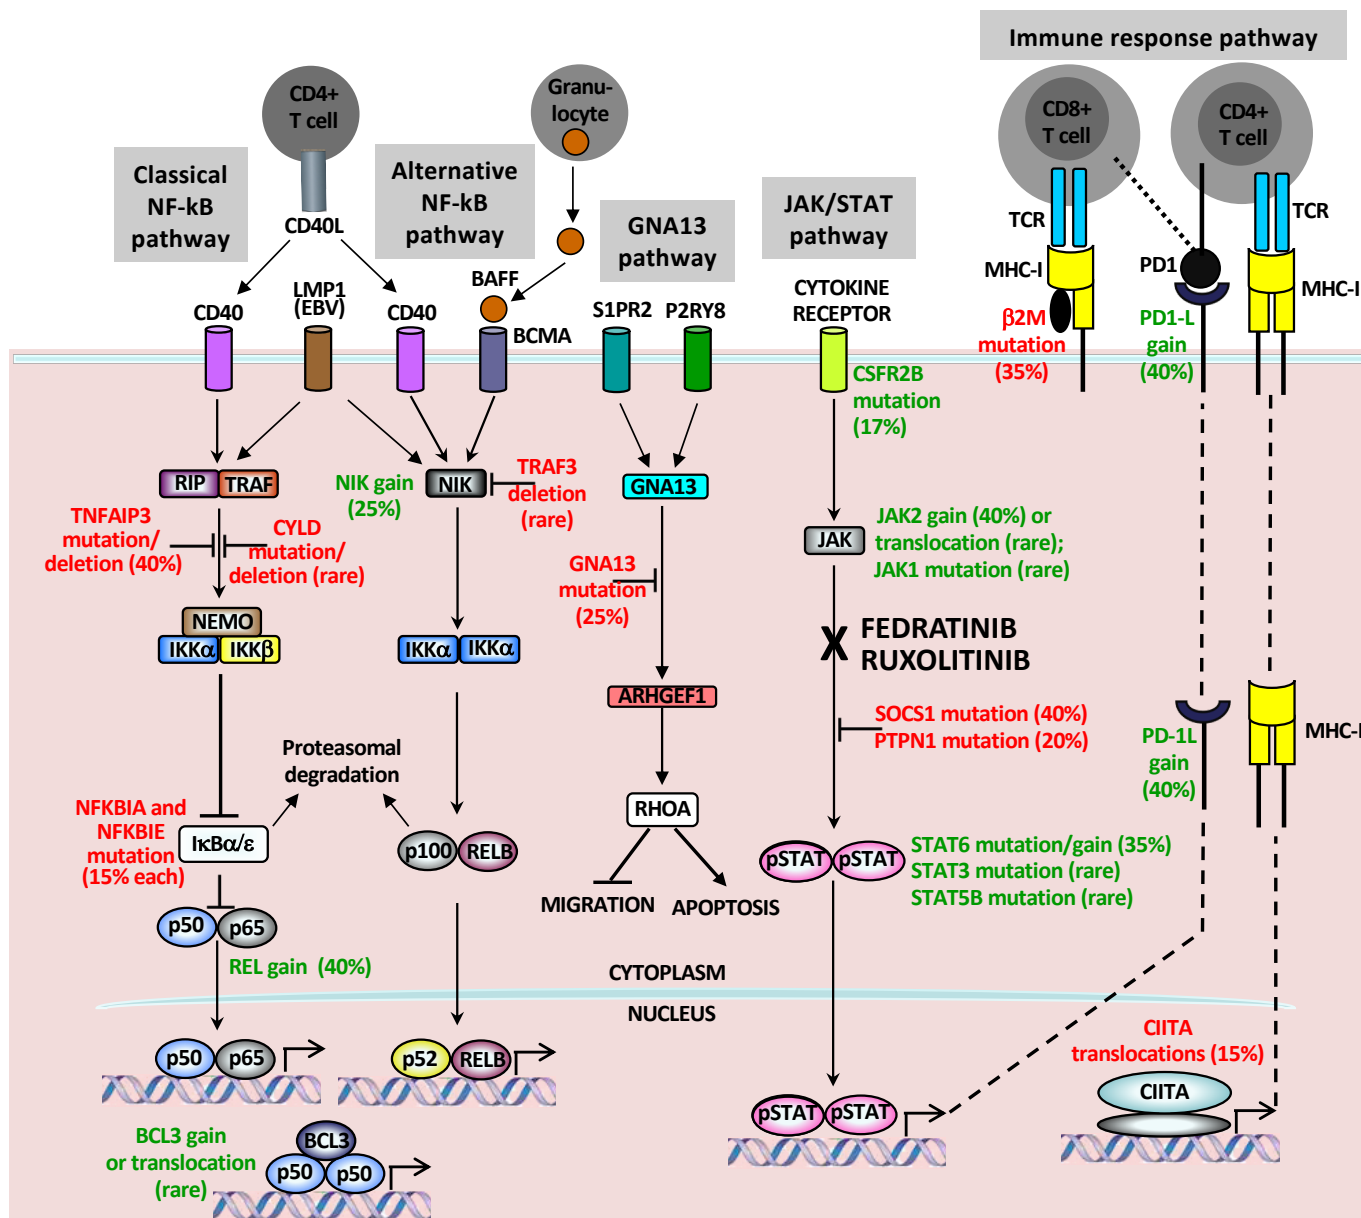 Immune response pathway
CD4+
T cell
Granu-
locyte
CD8+
T cell
CD4+
T cell
Classical
NF-kB
pathway
Alternative
NF-kB
pathway
GNA13
pathway
JAK/STAT
pathway
CD40L
TCR
TCR
MHC-I
PD1
MHC-I
BAFF
LMP1
(EBV)
CD40
CD40
BCMA
S1PR2
P2RY8
CYTOKINE
RECEPTOR
β2M
mutation
(35%)
PD1-L
gain
(40%)
CSFR2B
mutation
(17%)
RIP
TRAF
NIK gain
(25%)
NIK
TRAF3
deletion
(rare)
GNA13
TNFAIP3
mutation/
deletion (40%)
CYLD
mutation/
deletion (rare)
JAK
JAK2 gain (40%) or
translocation (rare);
JAK1 mutation (rare)
GNA13
mutation
(25%)
NEMO
IKKα
IKKβ
IKKα
IKKα
X
FEDRATINIB
RUXOLITINIB
ARHGEF1
SOCS1 mutation (40%)
PTPN1 mutation (20%)
PD-1L
gain
(40%)
MHC-I
Proteasomal
degradation
NFKBIA and
NFKBIE
mutation
(15% each)
IκBα/ε
p100
RELB
RHOA
pSTAT
pSTAT
STAT6 mutation/gain (35%)
STAT3 mutation (rare)
STAT5B mutation (rare)
MIGRATION
APOPTOSIS
p50
p65
REL gain (40%)
CYTOPLASM
NUCLEUS
p50
p65
p52
RELB
CIITA
translocations (15%)
CIITA
pSTAT
pSTAT
BCL3 gain
or translocation
(rare)
BCL3
p50
p50